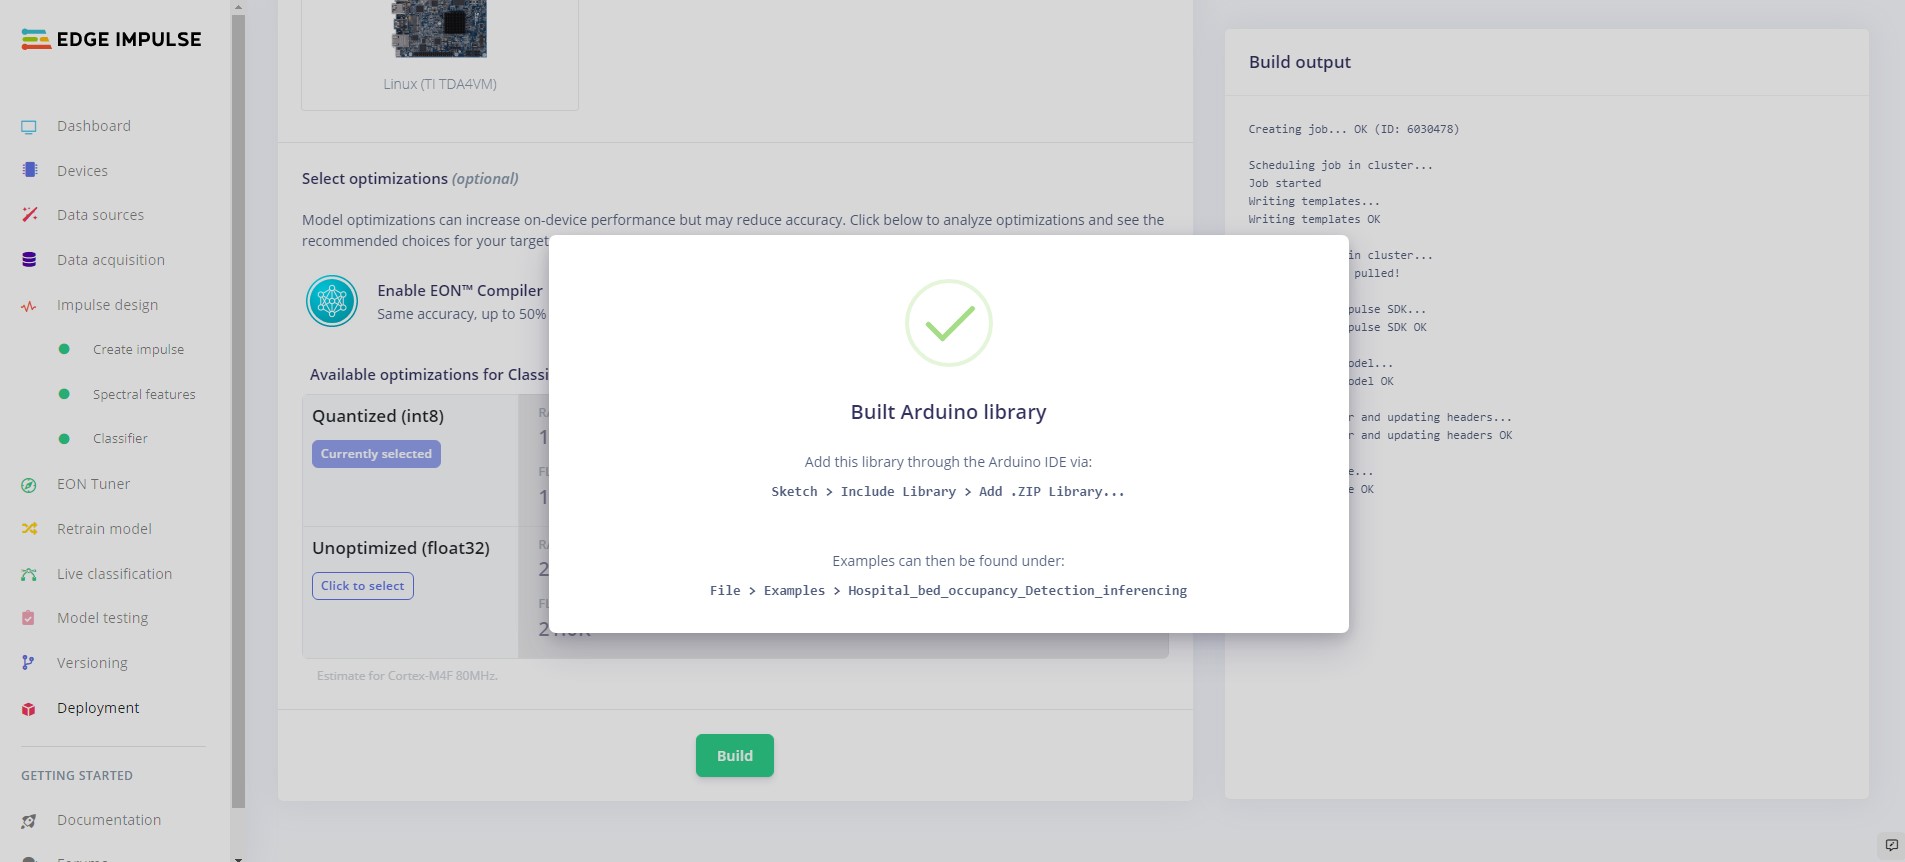 EDGE IMPULSE
Dashboard
Devices
Data sources
Data acquisition
Impulse design
Create impulse
Spectral features
Classifier
EON Tuner
Retrain model
Live classification
Model testing
Versioning
Deployment
GETTING STARTED
Documentation
Linux (TI TDA4VM)
Select optimizations (optional)
Model optimizations can increase on-device performance but may reduce accuracy. Click below to analyze optimizations and see the
recommended choices for your target
Enable EON™ Compiler
Same accuracy, up to 50%
Available optimizations for
Quantized (int8)
Currently selected
Unoptimized (float32)
Click to select
Estimate for Cortex-M4F 80MHz.
Build
Built Arduino library
Add this library through the Arduino IDE via:
Sketch > Include Library > Add .ZIP Library...
Examples can then be found under:
File > Examples > Hospital_bed_occupancy_Detection_inferencing
Build output
Creating job... OK (ID: 6030478)
Scheduling job in cluster...
Job started
Writing templates...
Writing templates OK
in cluster...
pulled!
SDK...
SDK OK
OK
and updating headers...
and updating headers OK
OK